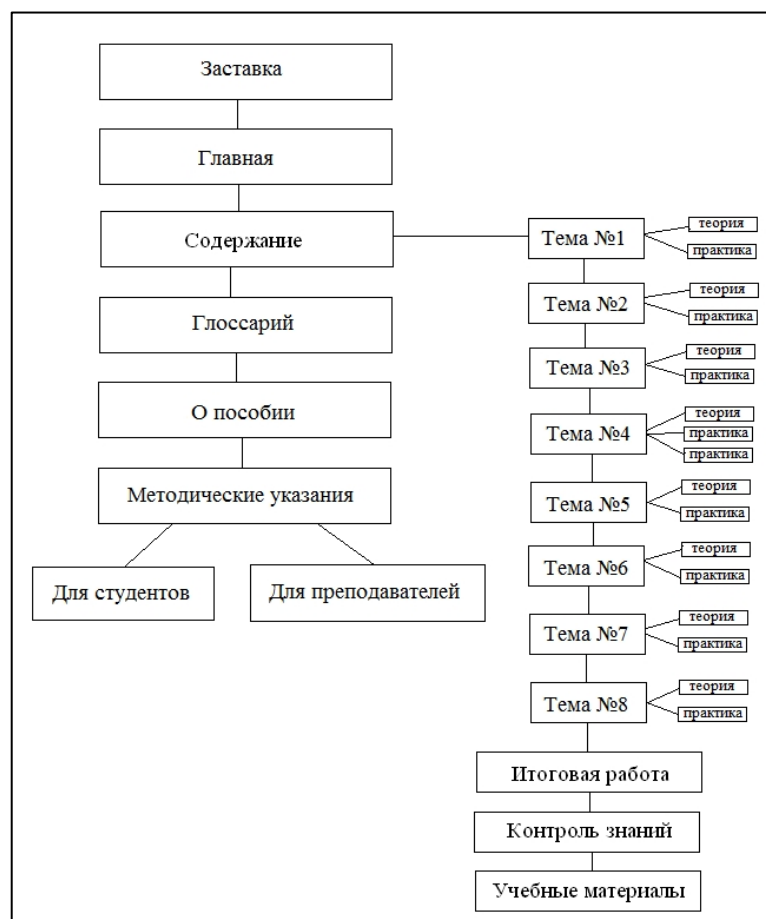 Заставка
Главная
Содержание
Глоссарий
О пособии
Методические указания
Для студентов
Для преподавателей
Тема №1
теория
практика
Тема №2
теория
практика
Тема №3
теория
практика
Тема №4
теория
практика
практика
Тема №5
теория
практика
Тема №6
теория
практика
Тема №7
теория
практика
Тема №8
теория
практика
Итоговая работа
Контроль знаний
Учебные материалы